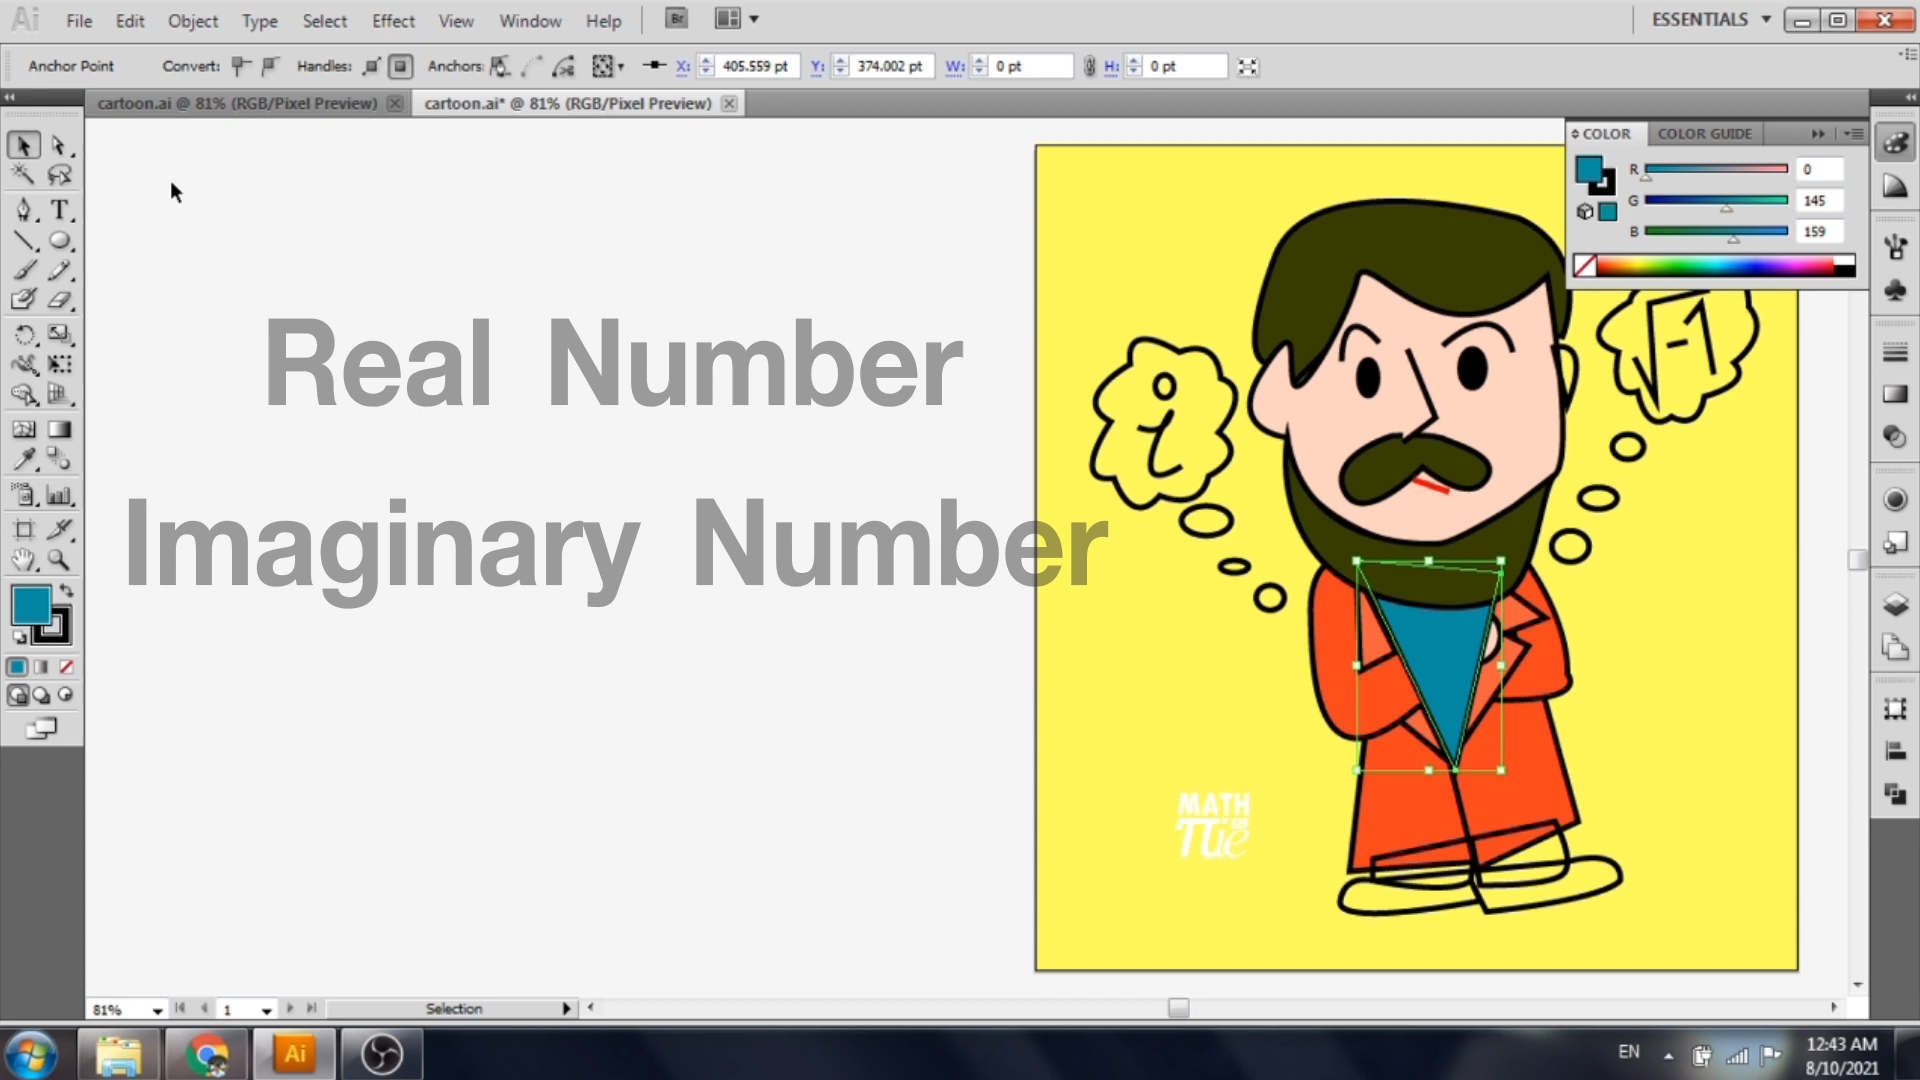 Ai File Edit Object Type Select Effect View Window Help Br ESSENTIALS
Anchor Point Convert: Handles: Anchors: X: 405.559 pt Y: 374.002 pt W: 0 pt H: 0 pt
cartoon.ai @ 81% (RGB/Pixel Preview) cartoon.ai* @ 81% (RGB/Pixel Preview)
COLOR COLOR GUIDE
R 0
G 145
B 159
T
√-1
Real Number
i
Imaginary Number
MATH
πie
81% 1 Selection
Ai EN 12:43 AM
8/10/2021